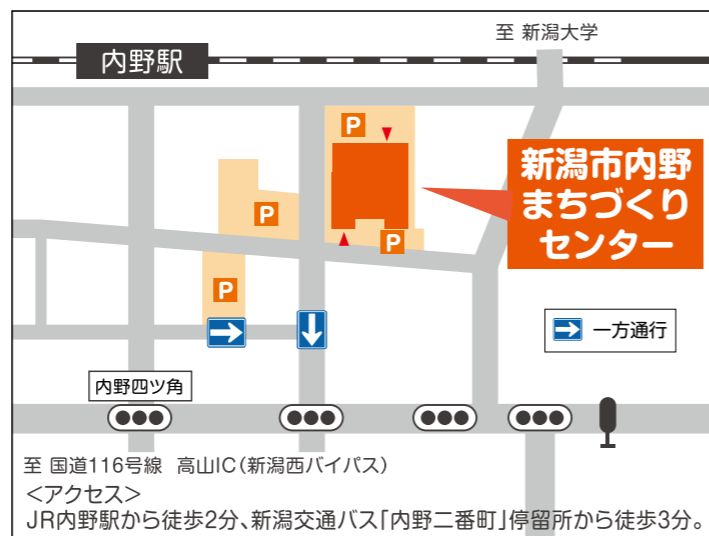 至 新潟大学
内野駅
P
新潟市内野
まちづくり
センター
P
P
P
一方通行
内野四ツ角
至 国道116号線 高山IC(新潟西バイパス)
<アクセス>
JR内野駅から徒歩2分、新潟交通バス「内野二番町」停留所から徒歩3分。